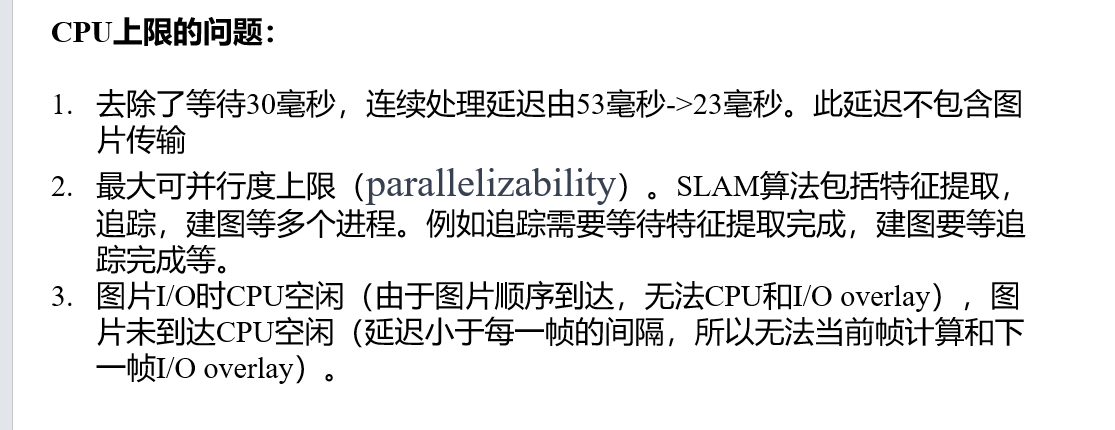 CPU上限的问题：
1. 去除了等待30毫秒，连续处理延迟由53毫秒->23毫秒。此延迟不包含图
片传输
2. 最大可并行度上限（parallelizability）。SLAM算法包括特征提取，
追踪，建图等多个进程。例如追踪需要等待特征提取完成，建图要等追
踪完成等。
3. 图片I/O时CPU空闲（由于图片顺序到达，无法CPU和I/O overlay），图
片未到达CPU空闲（延迟小于每一帧的间隔，所以无法当前帧计算和下
一帧I/O overlay）。